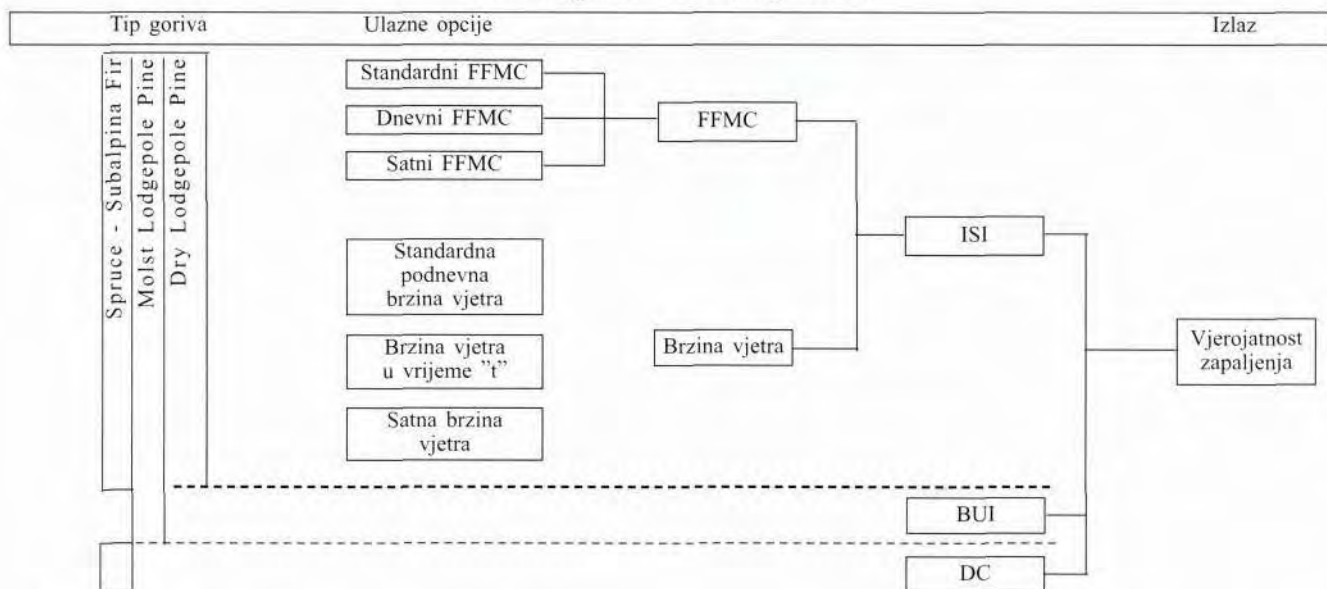 Tip goriva Ulazne opcije Izlaz
Spruce - Subalpina Fir
Molst Lodgepole Pine
Dry Lodgepole Pine
Standardni FFMC
Dnevni FFMC
Satni FFMC
FFMC
Standardna
podnevna
brzina vjetra
Brzina vjetra
u vrijeme ”t”
Satna brzina
vjetra
Brzina vjetra
ISI
BUI
DC
Vjerojatnost
zapaljenja